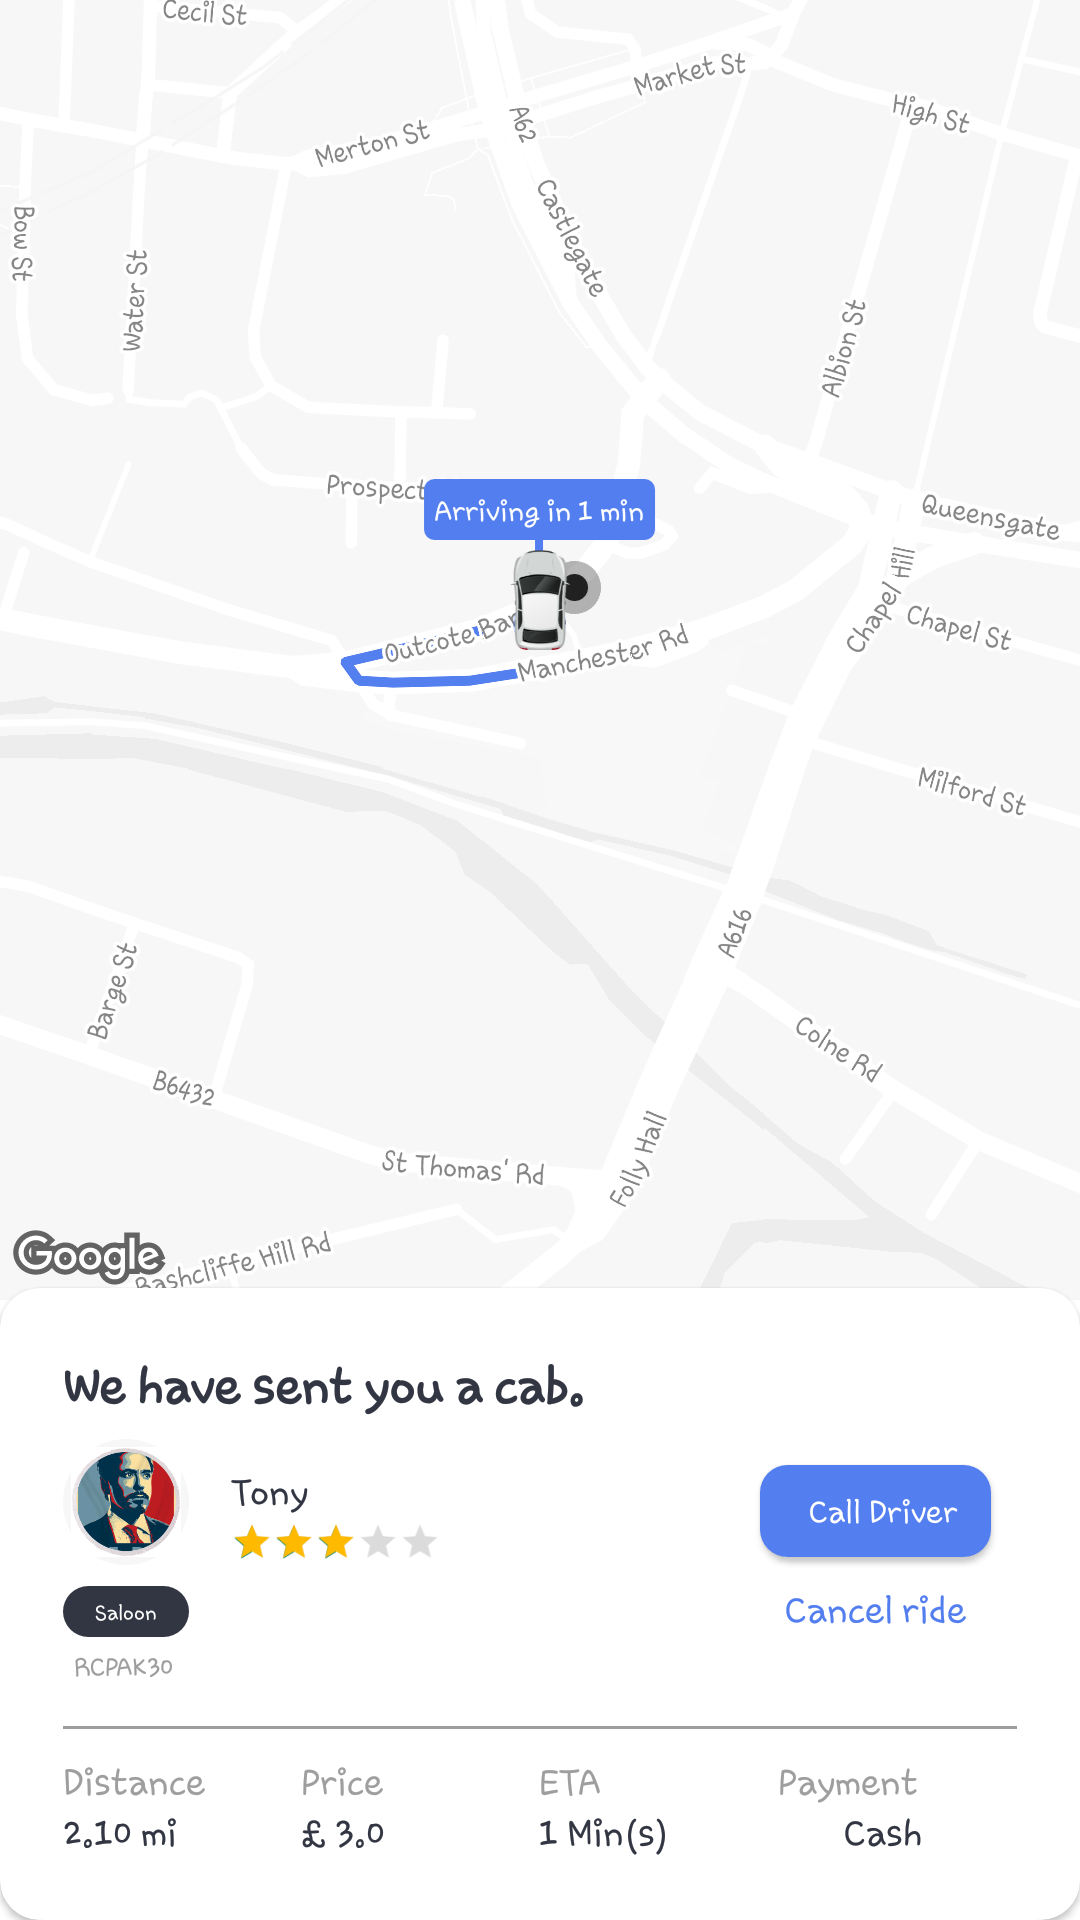 Cecil St
Market St
High St
A62
Merton St
Castlegate
Bow St
Water St
Albion St
Prospect
Arriving in 1 min
Queensgate
Chapel Hill
Chapel St
Outcote Ban
Manchester Rd
Milford St
A616
Barge St
Colne Rd
B6432
St Thomas' Rd
Folly Hall
Google
Bashcliffe Hill Rd
We have sent you a cab.
Tony
Call Driver
Saloon
Cancel ride
RCPAK30
Distance Price ETA Payment
2.10 mi £ 3.0 1 Min(s) Cash